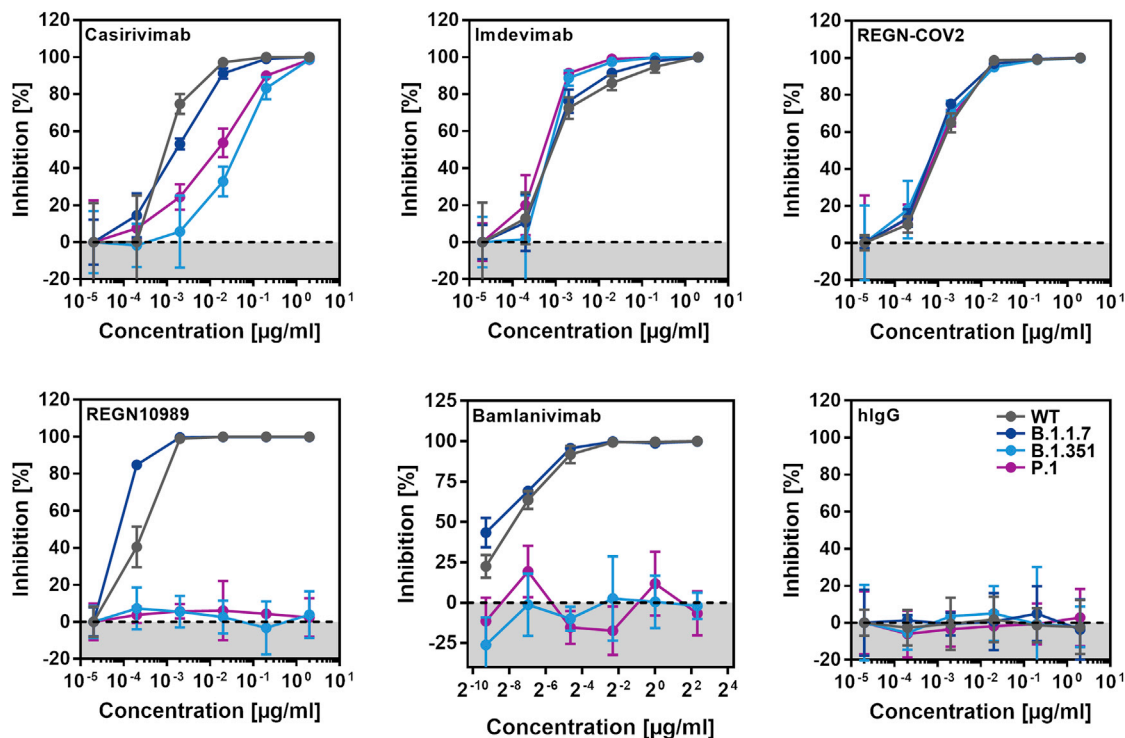 Casirivimab
Inhibition [%]
120
100
80
60
40
20
0
-20
10⁻⁵ 10⁻⁴ 10⁻³ 10⁻² 10⁻¹ 10⁰ 10¹
Concentration [µg/ml]
Imdevimab
Inhibition [%]
120
100
80
60
40
20
0
-20
10⁻⁵ 10⁻⁴ 10⁻³ 10⁻² 10⁻¹ 10⁰ 10¹
Concentration [µg/ml]
REGN-COV2
Inhibition [%]
120
100
80
60
40
20
0
-20
10⁻⁵ 10⁻⁴ 10⁻³ 10⁻² 10⁻¹ 10⁰ 10¹
Concentration [µg/ml]
REGN10989
Inhibition [%]
120
100
80
60
40
20
0
-20
10⁻⁵ 10⁻⁴ 10⁻³ 10⁻² 10⁻¹ 10⁰ 10¹
Concentration [µg/ml]
Bamlanivimab
Inhibition [%]
125
100
75
50
25
0
-25
2⁻¹⁰ 2⁻⁸ 2⁻⁶ 2⁻⁴ 2⁻² 2⁰ 2² 2⁴
Concentration [µg/ml]
hIgG
WT
B.1.1.7
B.1.351
P.1
Inhibition [%]
120
100
80
60
40
20
0
-20
10⁻⁵ 10⁻⁴ 10⁻³ 10⁻² 10⁻¹ 10⁰ 10¹
Concentration [µg/ml]